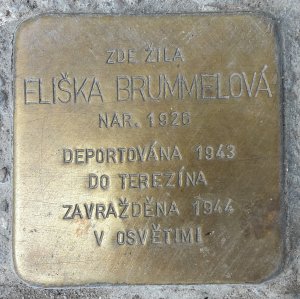 ZDE ŽILA
ELIŠKA BRUMMELOVÁ
NAR. 1926
DEPORTOVÁNA 1943
DO TEREZÍNA
ZAVRAŽDĚNA 1944
V OSVĚTIMI